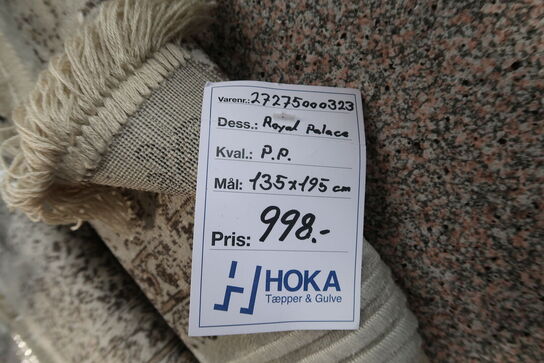 Varenr.: 27275000323
Dess.: Royal Palace
Kval.: P.P.
Mål: 135x195 cm
Pris: 998.-
HOKA
Tæpper & Gulve